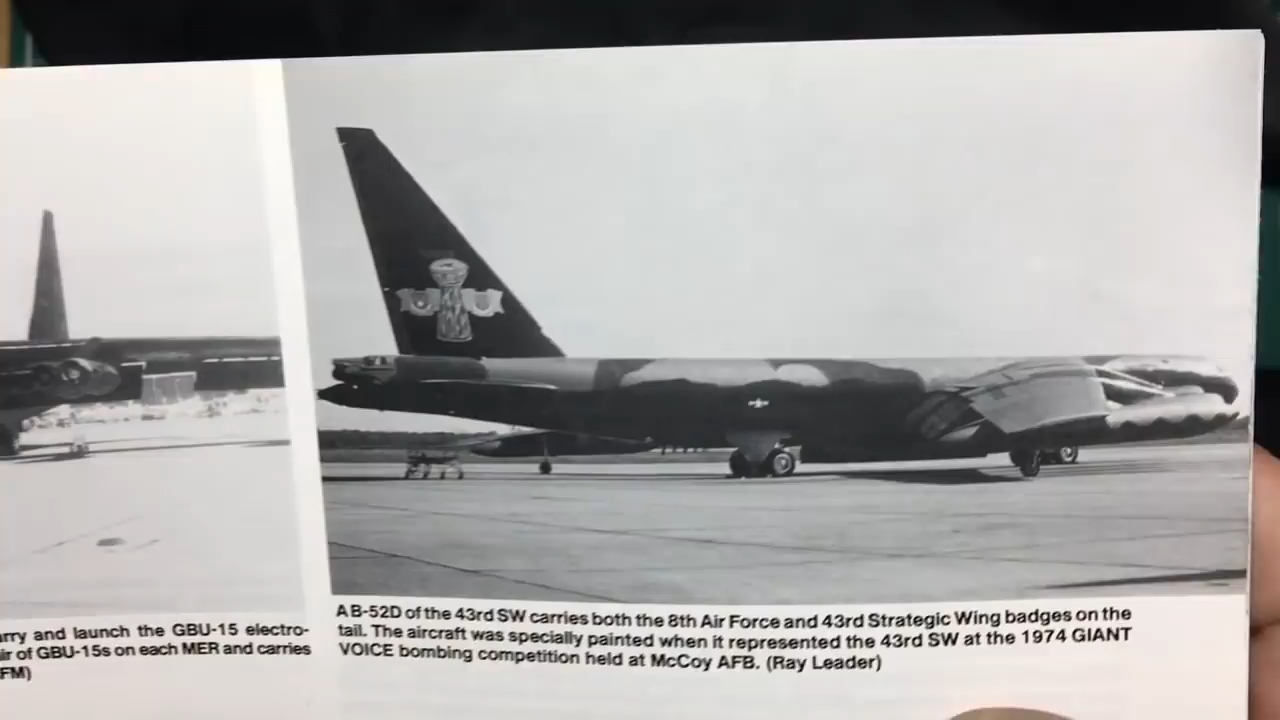 arry and launch the GBU-15 electro-
ir of GBU-15s on each MER and carries
FM)
A B-52D of the 43rd SW carries both the 8th Air Force and 43rd Strategic Wing badges on the
tail. The aircraft was specially painted when it represented the 43rd SW at the 1974 GIANT
VOICE bombing competition held at McCoy AFB. (Ray Leader)